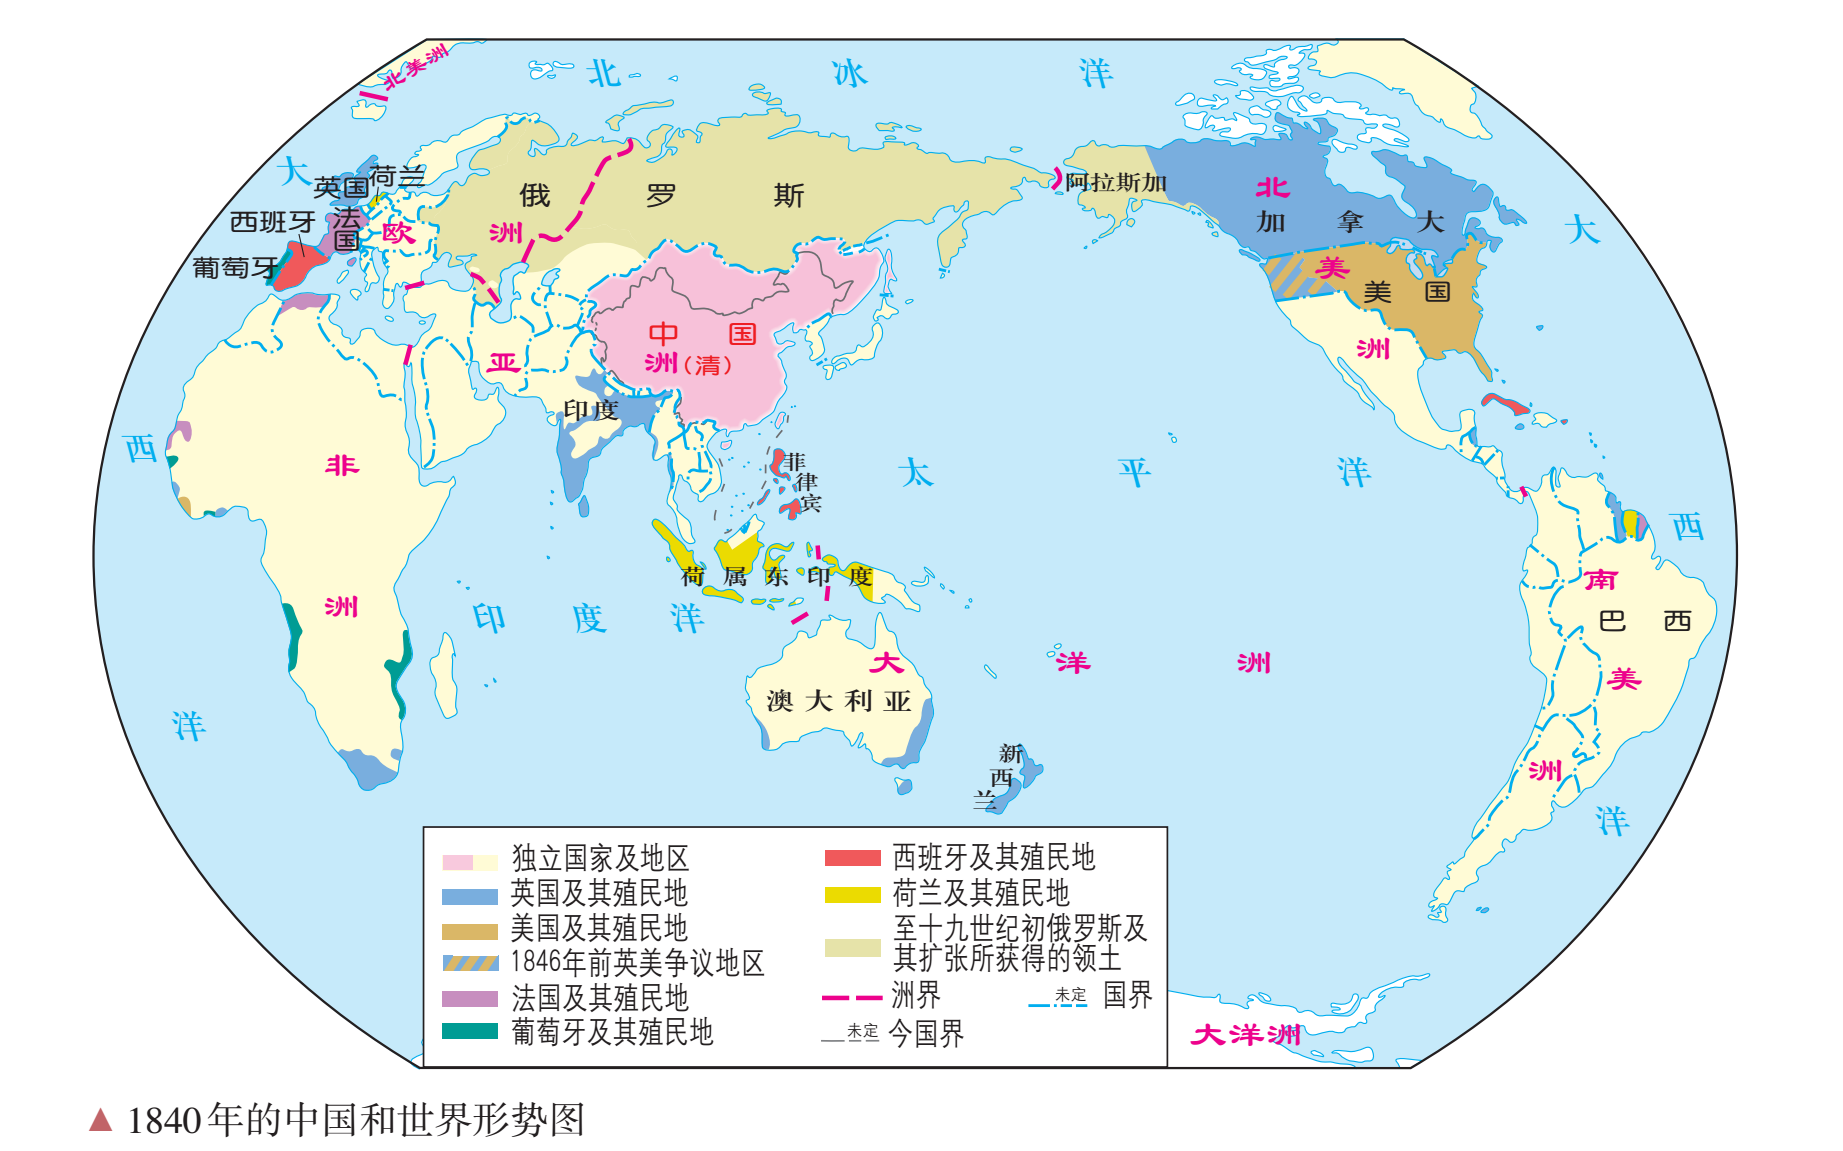 北美洲
北 冰 洋
大
英国
荷兰
西班牙
法国
欧
葡萄牙
洲
俄 罗 斯
阿拉斯加
北
加 拿 大
大
美
美 国
洲
中 国
洲(清)
亚
印度
西
非
洲
太 平 洋
菲律宾
荷属东印度
印 度 洋
西
南
巴 西
美
洲
大 洋 洲
澳大利亚
新西兰
洋
洋
大洋洲
独立国家及地区
英国及其殖民地
美国及其殖民地
1846年前英美争议地区
法国及其殖民地
葡萄牙及其殖民地
西班牙及其殖民地
荷兰及其殖民地
至十九世纪初俄罗斯及
其扩张所获得的领土
洲界
未定 国界
未定 今国界
▲ 1840年的中国和世界形势图